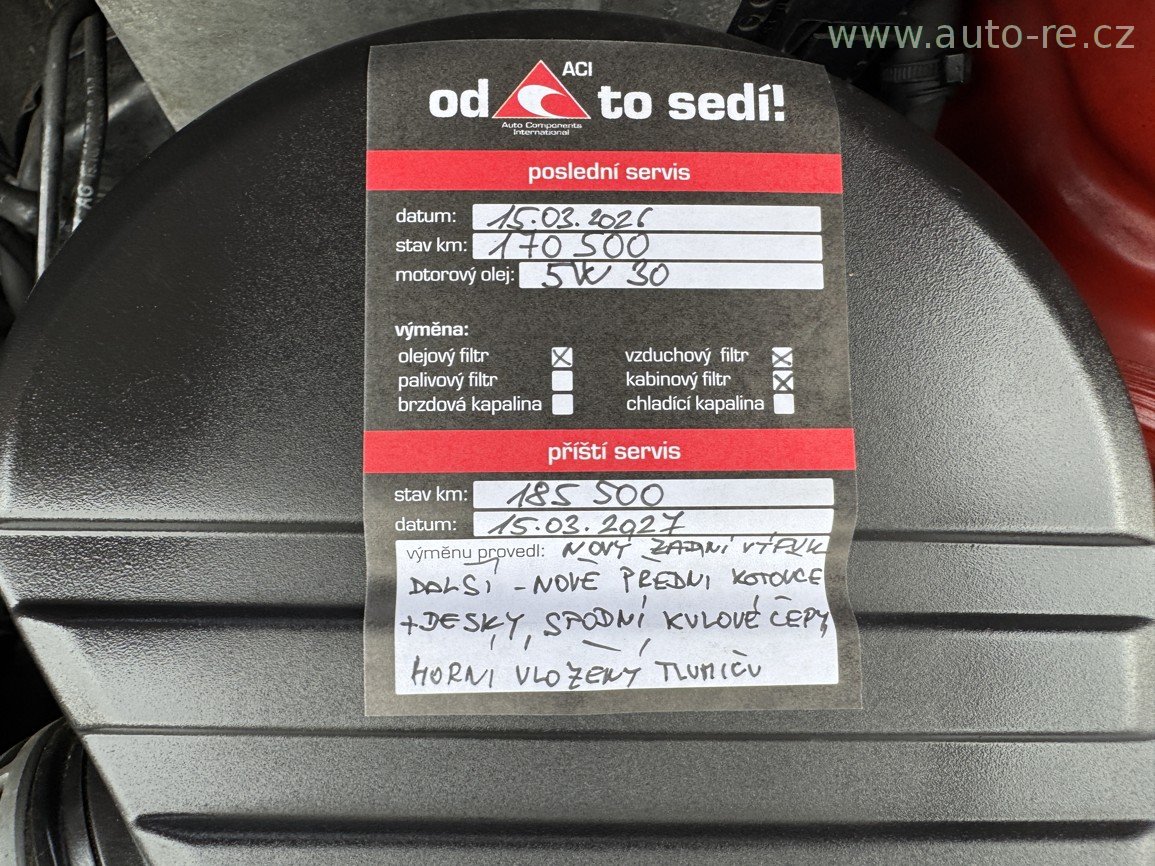 www.auto-re.cz
ACI
od to sedí!
Auto Components
International
poslední servis
datum: 15.03.2026
stav km: 170 500
motorový olej: 5W 30
výměna:
olejový filtr vzduchový filtr
palivový filtr kabinový filtr
brzdová kapalina chladící kapalina
příští servis
stav km: 185 500
datum: 15.03.2027
výměnu provedl: NOVÝ ZADNÍ VÝFUK
DALŠÍ - NOVÉ PŘEDNÍ KOTOUČE
+DESKY, SPODNÍ KULOVÉ ČEPY,
HORNÍ VLOŽENÝ TLUMIČŮ